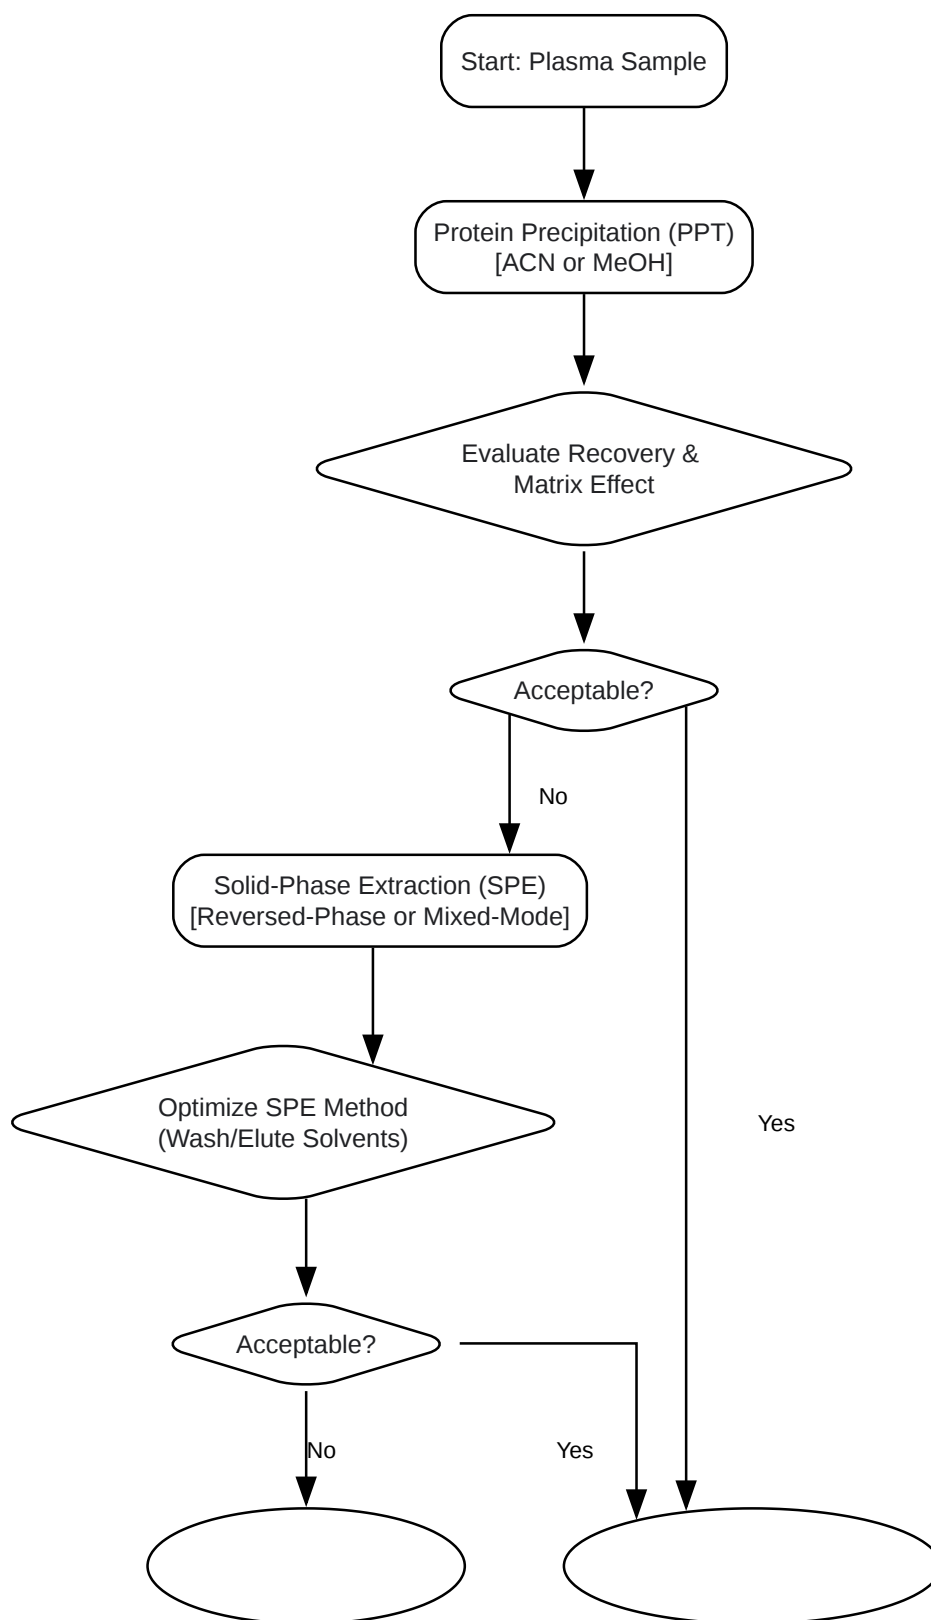 Start: Plasma Sample
Protein Precipitation (PPT)
[ACN or MeOH]
Evaluate Recovery &
Matrix Effect
Acceptable?
No
Solid-Phase Extraction (SPE)
[Reversed-Phase or Mixed-Mode]
Optimize SPE Method
(Wash/Elute Solvents)
Yes
Acceptable?
No
Yes